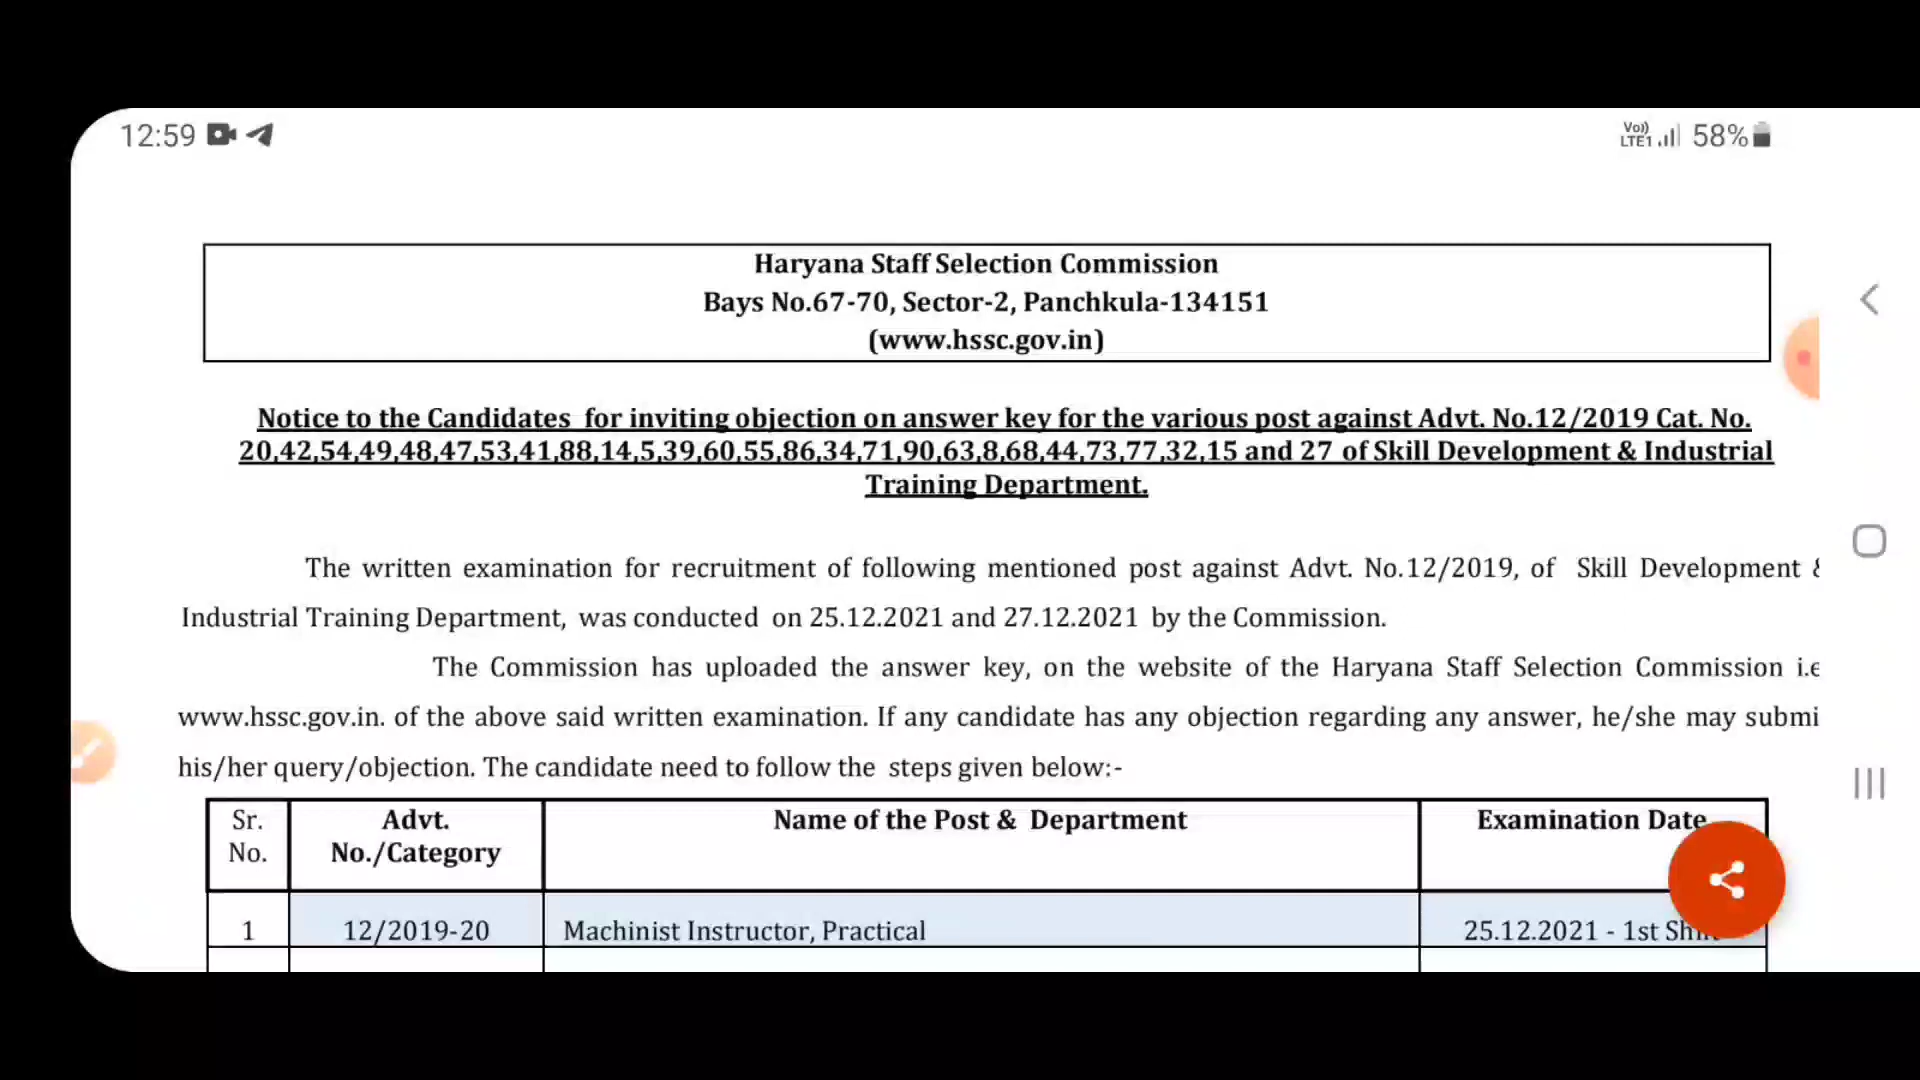 12:59
Vo)) LTE1 58%
Haryana Staff Selection Commission
Bays No.67-70, Sector-2, Panchkula-134151
(www.hssc.gov.in)
Notice to the Candidates for inviting objection on answer key for the various post against Advt. No.12/2019 Cat. No.
20,42,54,49,48,47,53,41,88,14,5,39,60,55,86,34,71,90,63,8,68,44,73,77,32,15 and 27 of Skill Development & Industrial
Training Department.
The written examination for recruitment of following mentioned post against Advt. No.12/2019, of Skill Development &
Industrial Training Department, was conducted on 25.12.2021 and 27.12.2021 by the Commission.
The Commission has uploaded the answer key, on the website of the Haryana Staff Selection Commission i.e
www.hssc.gov.in. of the above said written examination. If any candidate has any objection regarding any answer, he/she may submi
his/her query/objection. The candidate need to follow the steps given below:-
Sr. No. Advt. No./Category Name of the Post & Department Examination Date
1 12/2019-20 Machinist Instructor, Practical 25.12.2021 - 1st